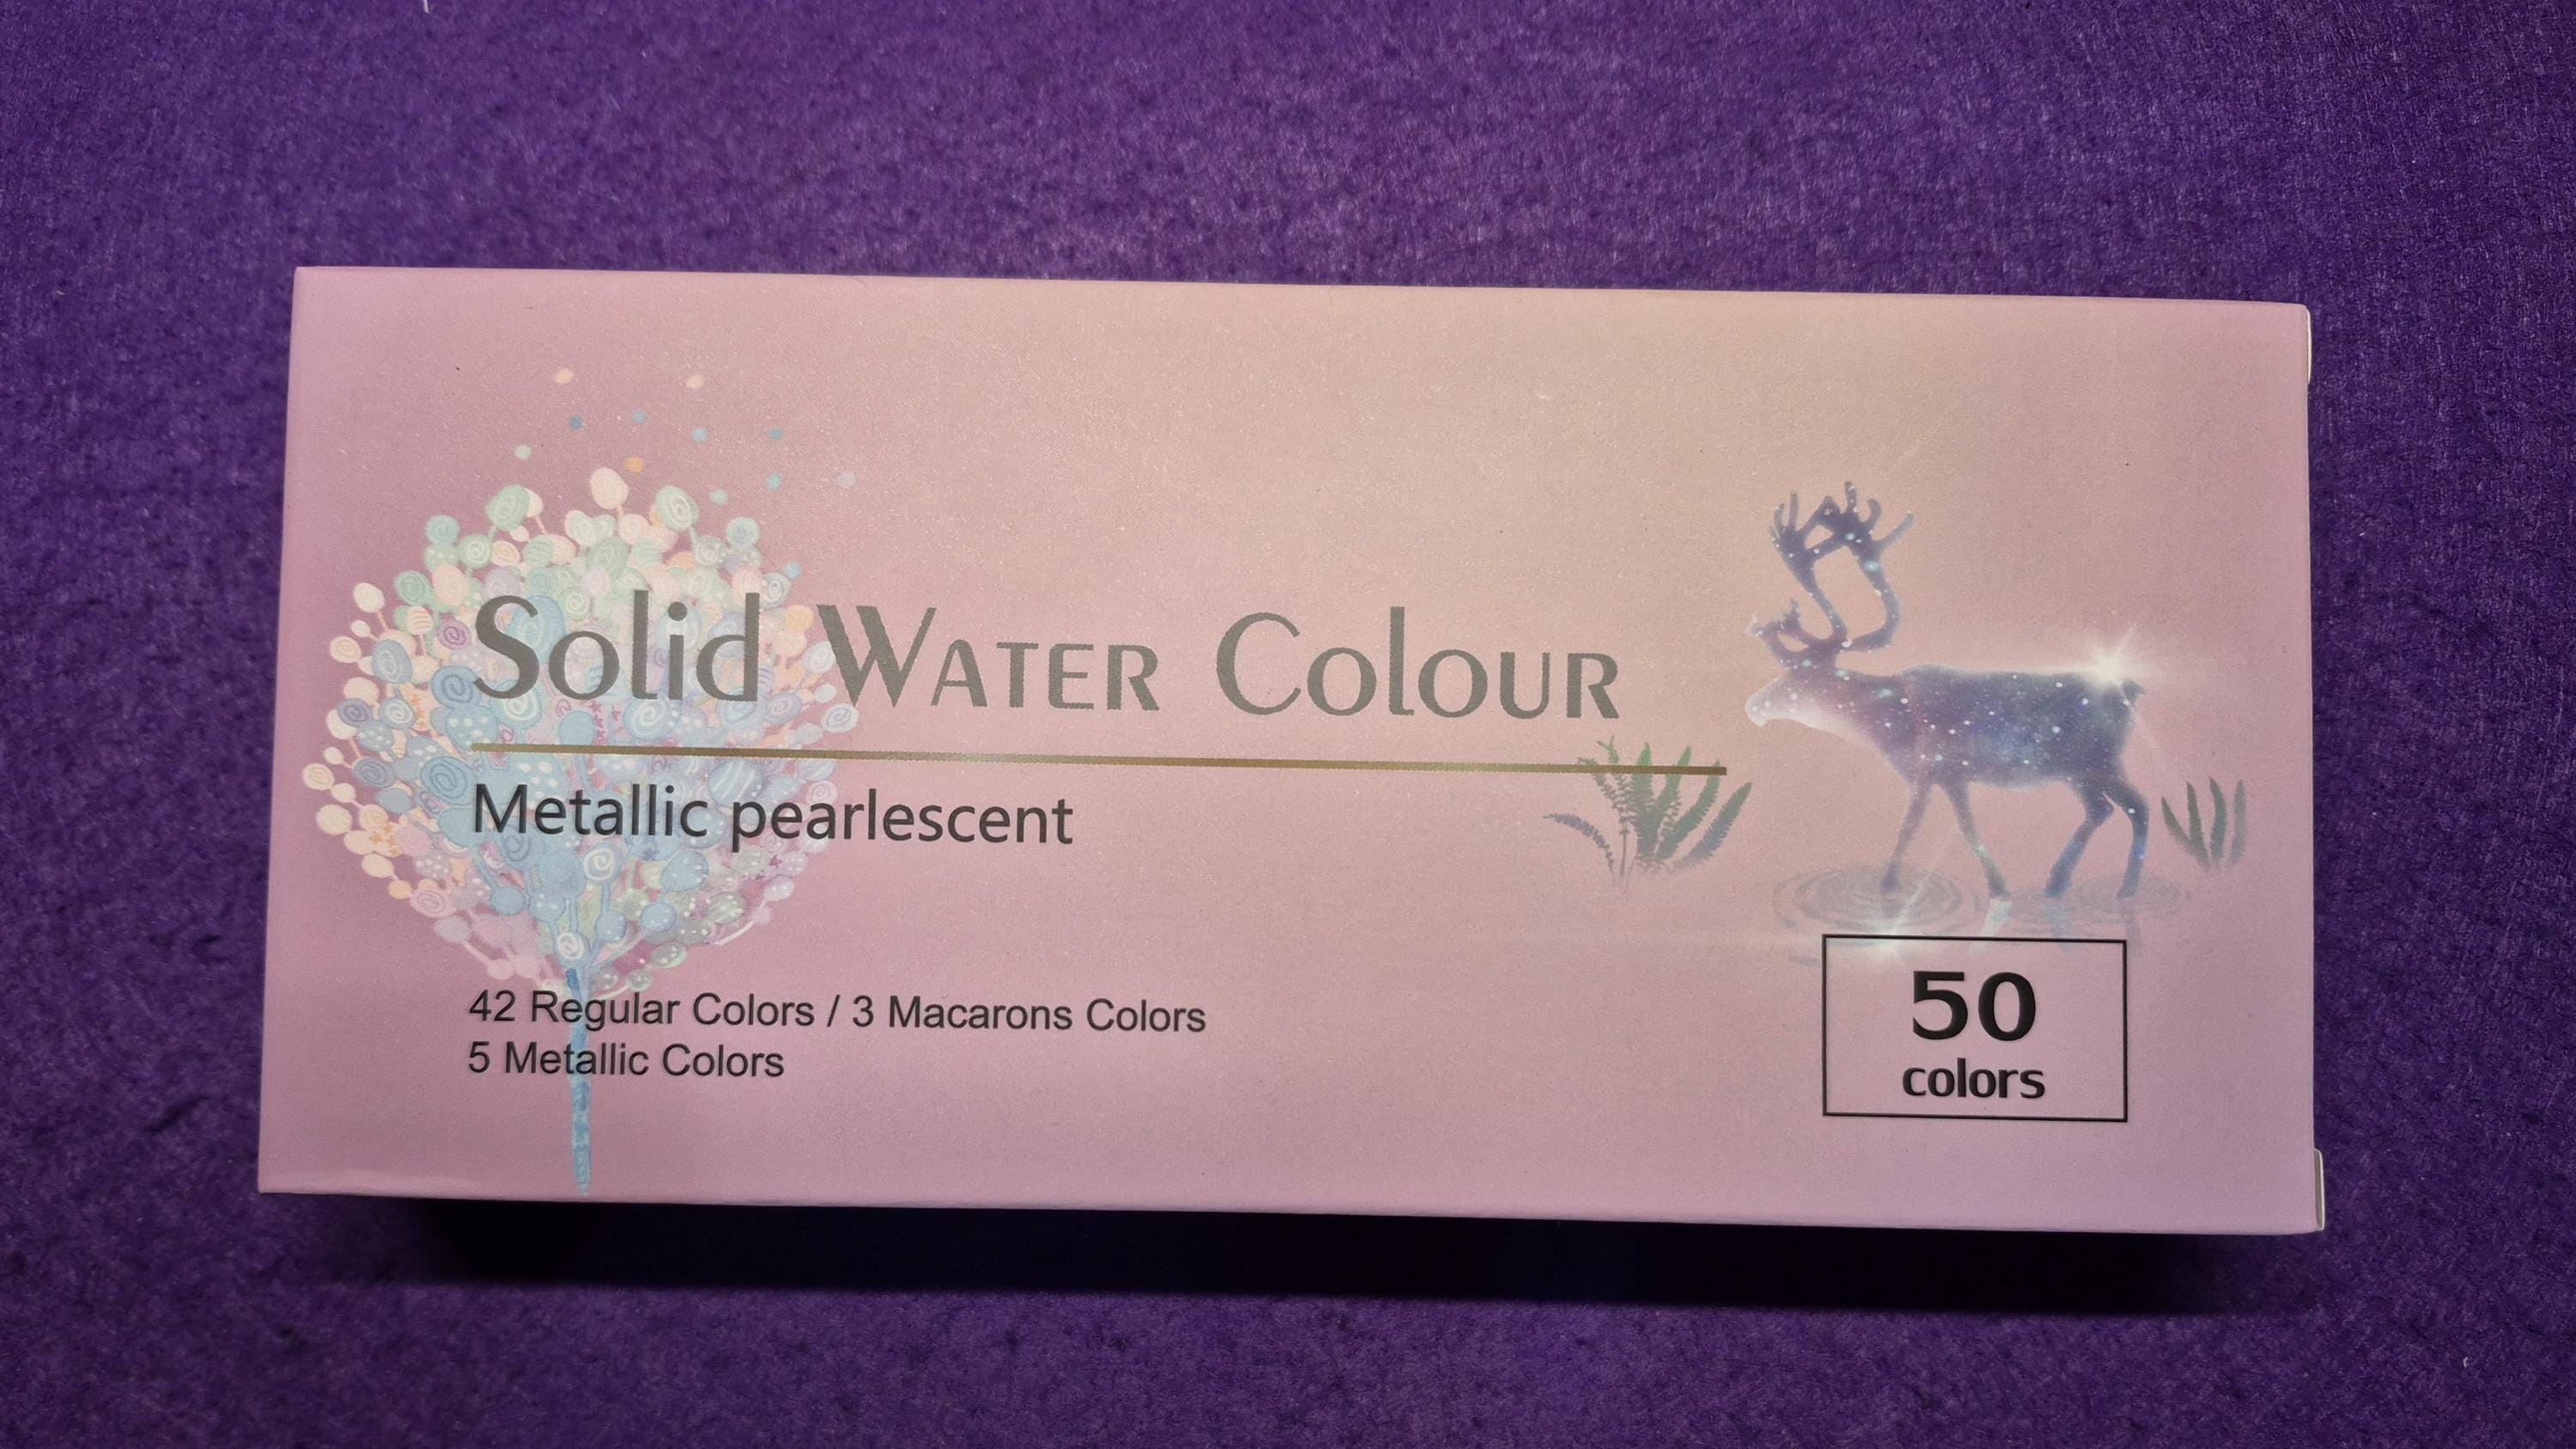 Solid WATER ColoUR
Metallic pearlescent
42 Regular Colors / 3 Macarons Colors
5 Metallic Colors
50
colors